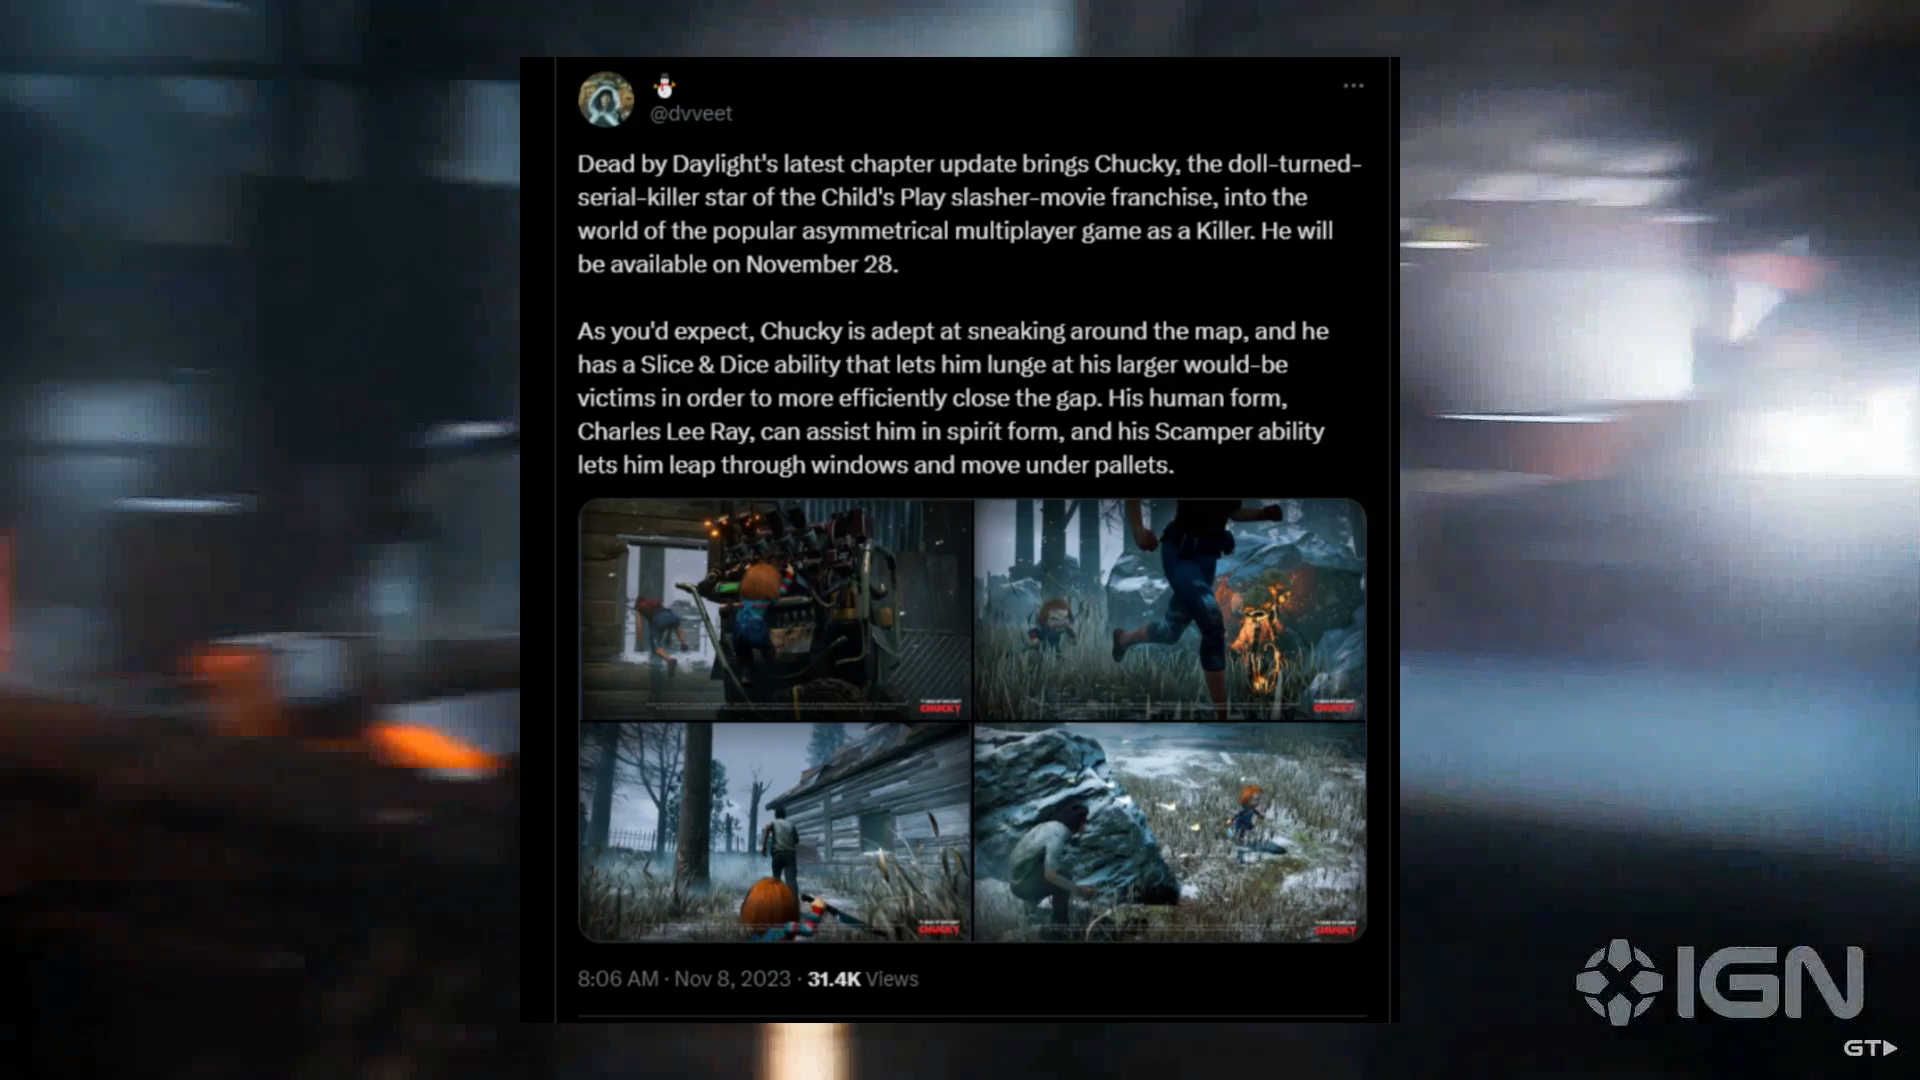 @dvveet
Dead by Daylight's latest chapter update brings Chucky, the doll-turned-
serial-killer star of the Child's Play slasher-movie franchise, into the
world of the popular asymmetrical multiplayer game as a Killer. He will
be available on November 28.
As you'd expect, Chucky is adept at sneaking around the map, and he
has a Slice & Dice ability that lets him lunge at his larger would-be
victims in order to more efficiently close the gap. His human form,
Charles Lee Ray, can assist him in spirit form, and his Scamper ability
lets him leap through windows and move under pallets.
CHUCKY
CHUCKY
CHUCKY
CHUCKY
8:06 AM · Nov 8, 2023 · 31.4K Views
IGN
GT